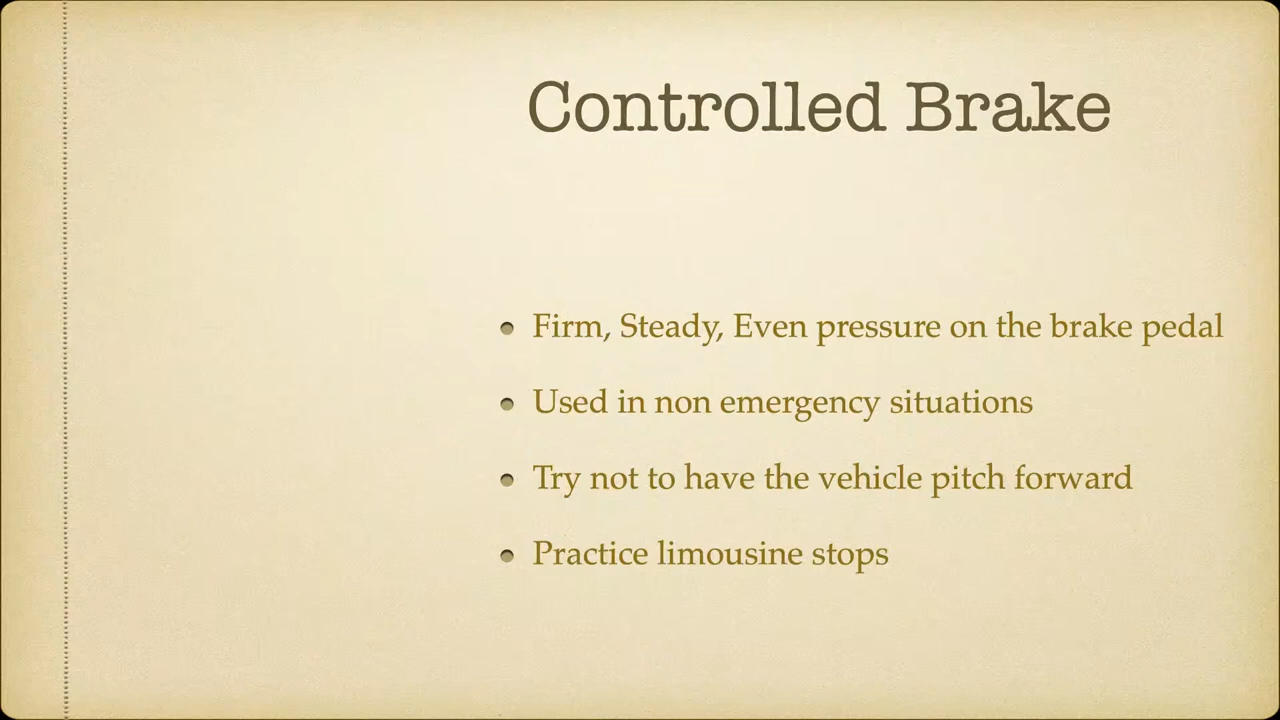 Controlled Brake
Firm, Steady, Even pressure on the brake pedal
Used in non emergency situations
Try not to have the vehicle pitch forward
Practice limousine stops